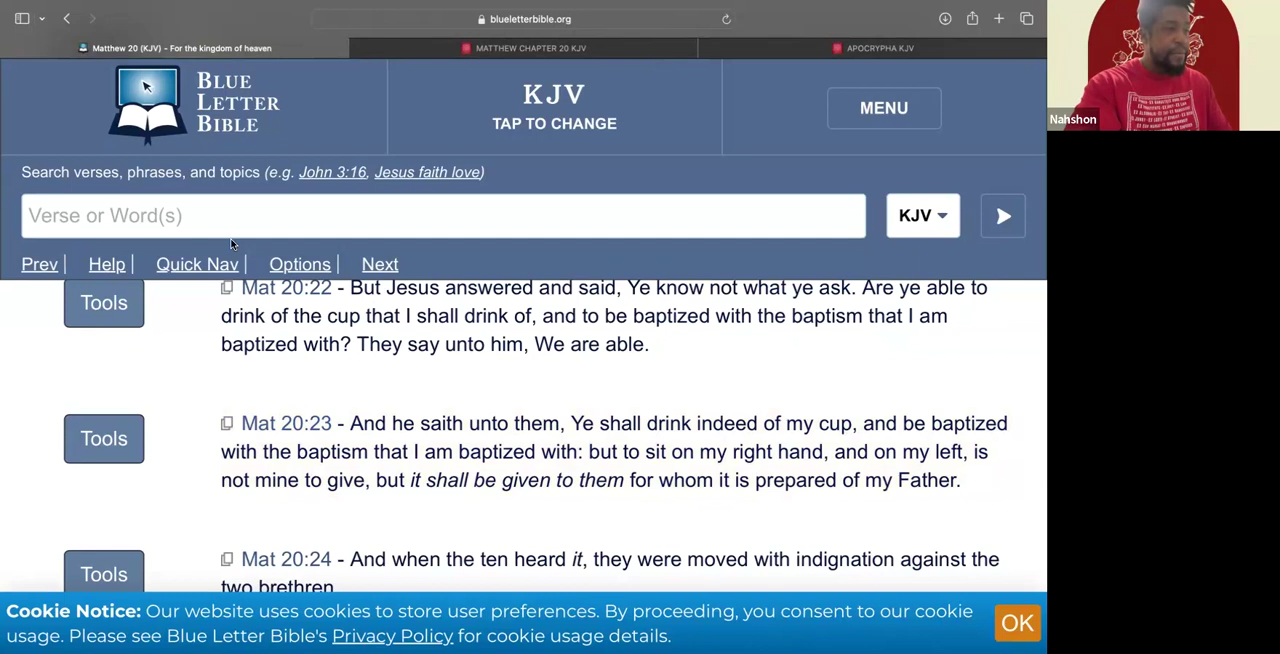 blueletterbible.org
Matthew 20 (KJV) - For the kingdom of heaven
MATTHEW CHAPTER 20 KJV
APOCRYPHA KJV
BLUE
LETTER
BIBLE
KJV
TAP TO CHANGE
MENU
Nahshon
Search verses, phrases, and topics (e.g. John 3:16, Jesus faith love)
Verse or Word(s)
KJV
Prev | Help | Quick Nav | Options | Next
Tools
Mat 20:22 - But Jesus answered and said, Ye know not what ye ask. Are ye able to
drink of the cup that I shall drink of, and to be baptized with the baptism that I am
baptized with? They say unto him, We are able.
Tools
Mat 20:23 - And he saith unto them, Ye shall drink indeed of my cup, and be baptized
with the baptism that I am baptized with: but to sit on my right hand, and on my left, is
not mine to give, but it shall be given to them for whom it is prepared of my Father.
Tools
Mat 20:24 - And when the ten heard it, they were moved with indignation against the
two brethren
Cookie Notice: Our website uses cookies to store user preferences. By proceeding, you consent to our cookie
usage. Please see Blue Letter Bible's Privacy Policy for cookie usage details.
OK